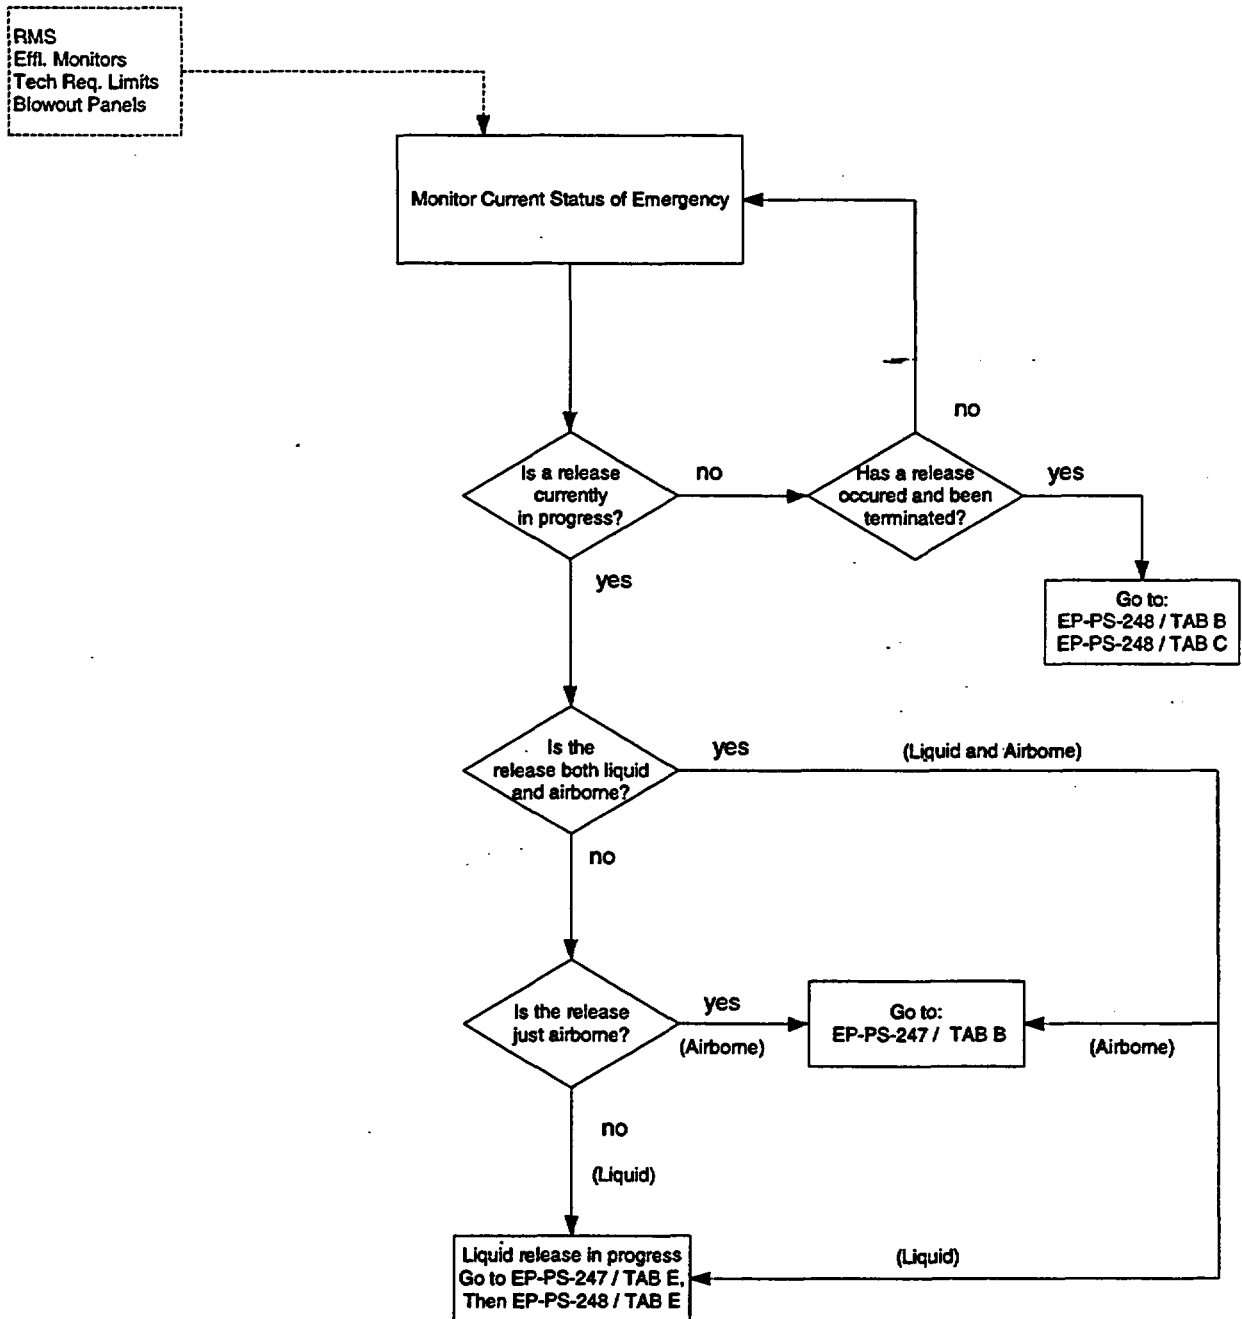 RMS
Effl. Monitors
Tech Req. Limits
Blowout Panels
Monitor Current Status of Emergency
no
Is a release
currently
in progress?
no
Has a release
occured and been
terminated?
yes
yes
Go to:
EP-PS-248 / TAB B
EP-PS-248 / TAB C
Is the
release both liquid
and airborne?
yes
(Liquid and Airborne)
no
Is the release
just airborne?
yes
(Airborne)
Go to:
EP-PS-247 / TAB B
(Airborne)
no
(Liquid)
Liquid release in progress
Go to EP-PS-247 / TAB E,
Then EP-PS-248 / TAB E
(Liquid)